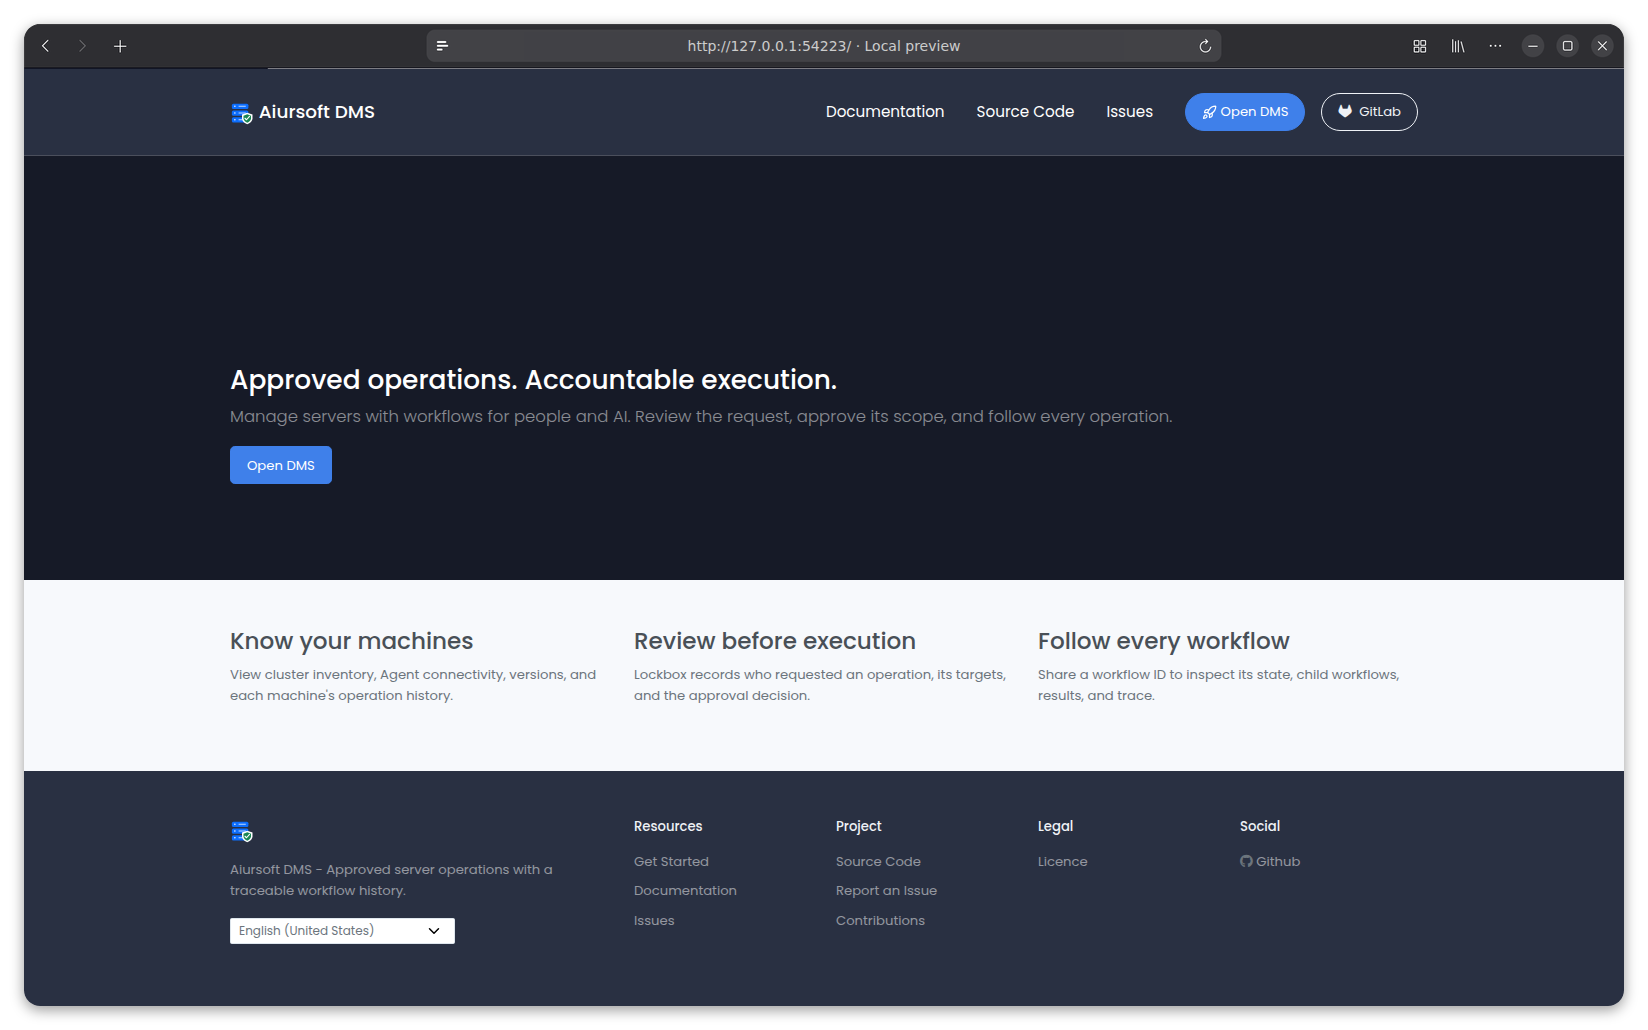 http://127.0.0.1:54223/ · Local preview
Aiursoft DMS
Documentation
Source Code
Issues
Open DMS
GitLab
Approved operations. Accountable execution.
Manage servers with workflows for people and AI. Review the request, approve its scope, and follow every operation.
Open DMS
Know your machines
View cluster inventory, Agent connectivity, versions, and
each machine's operation history.
Review before execution
Lockbox records who requested an operation, its targets,
and the approval decision.
Follow every workflow
Share a workflow ID to inspect its state, child workflows,
results, and trace.
Aiursoft DMS - Approved server operations with a
traceable workflow history.
English (United States)
Resources
Get Started
Documentation
Issues
Project
Source Code
Report an Issue
Contributions
Legal
Licence
Social
Github